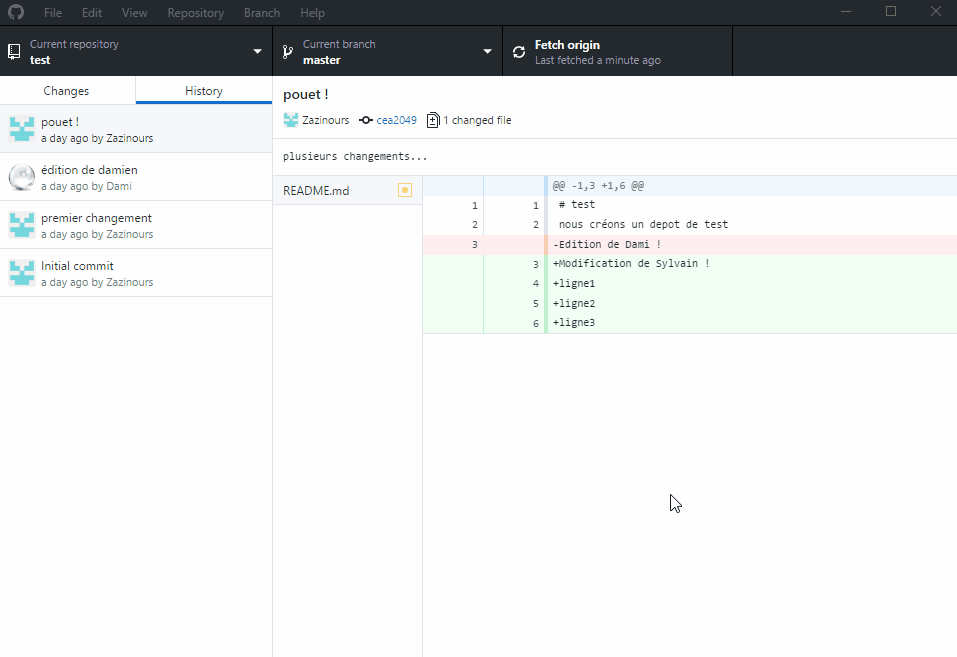 File Edit View Repository Branch Help
Current repository
test
Current branch
master
Fetch origin
Last fetched a minute ago
Changes
History
pouet !
a day ago by Zazinours
édition de damien
a day ago by Dami
premier changement
a day ago by Zazinours
Initial commit
a day ago by Zazinours
pouet !
Zazinours cea2049 1 changed file
plusieurs changements...
README.md
@@ -1,3 +1,6 @@
1 1 # test
2 2 nous créons un depot de test
3 -Edition de Dami !
3 +Modification de Sylvain !
4 +ligne1
5 +ligne2
6 +ligne3